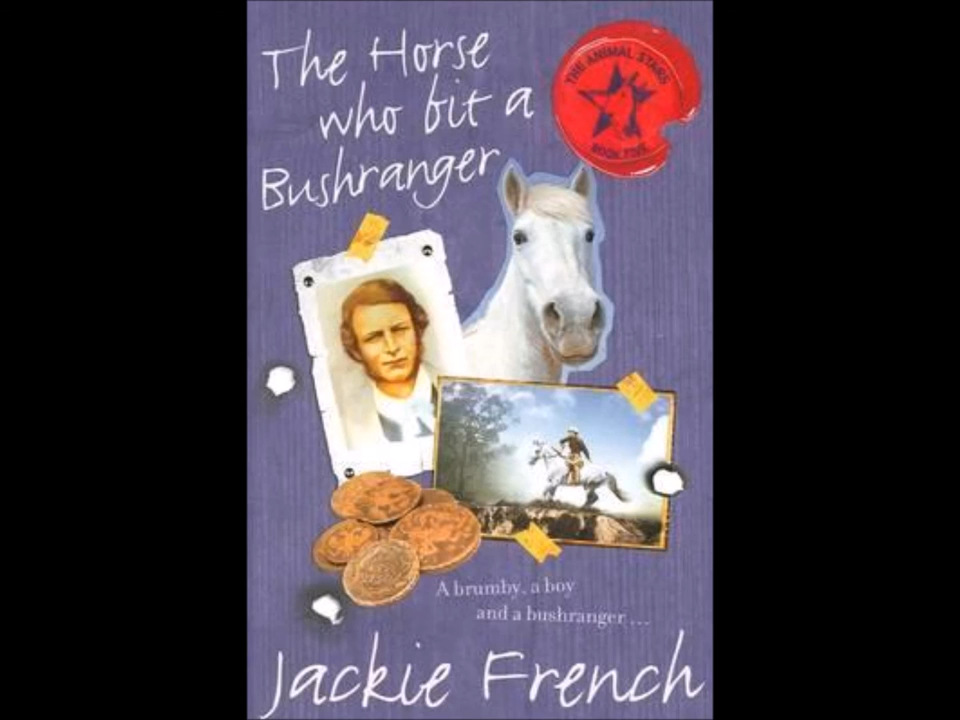 The Horse
who bit a
Bushranger
THE ANIMAL STARS
BOOK FIVE
A brumby, a boy
and a bushranger ...
Jackie French